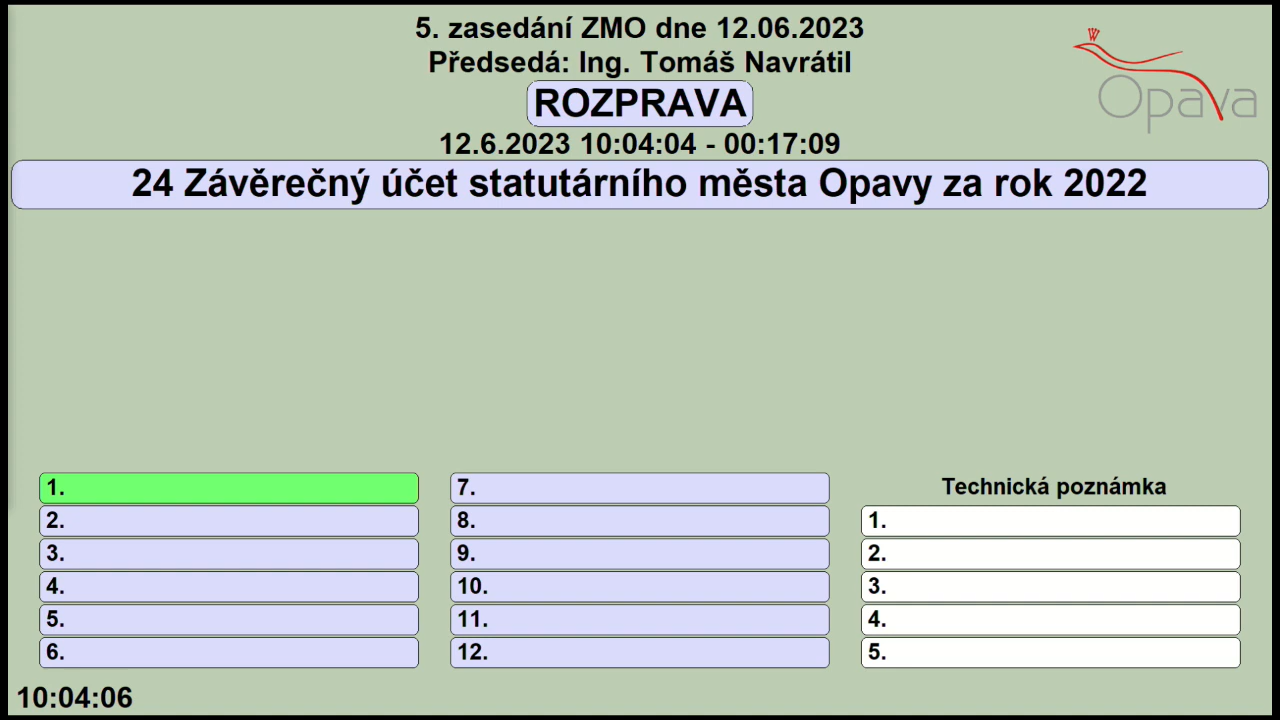 5. zasedání ZMO dne 12.06.2023
Předsedá: Ing. Tomáš Navrátil
Opava
ROZPRAVA
12.6.2023 10:04:04 - 00:17:09
24 Závěrečný účet statutárního města Opavy za rok 2022
1.
2.
3.
4.
5.
6.
7.
8.
9.
10.
11.
12.
Technická poznámka
1.
2.
3.
4.
5.
10:04:06